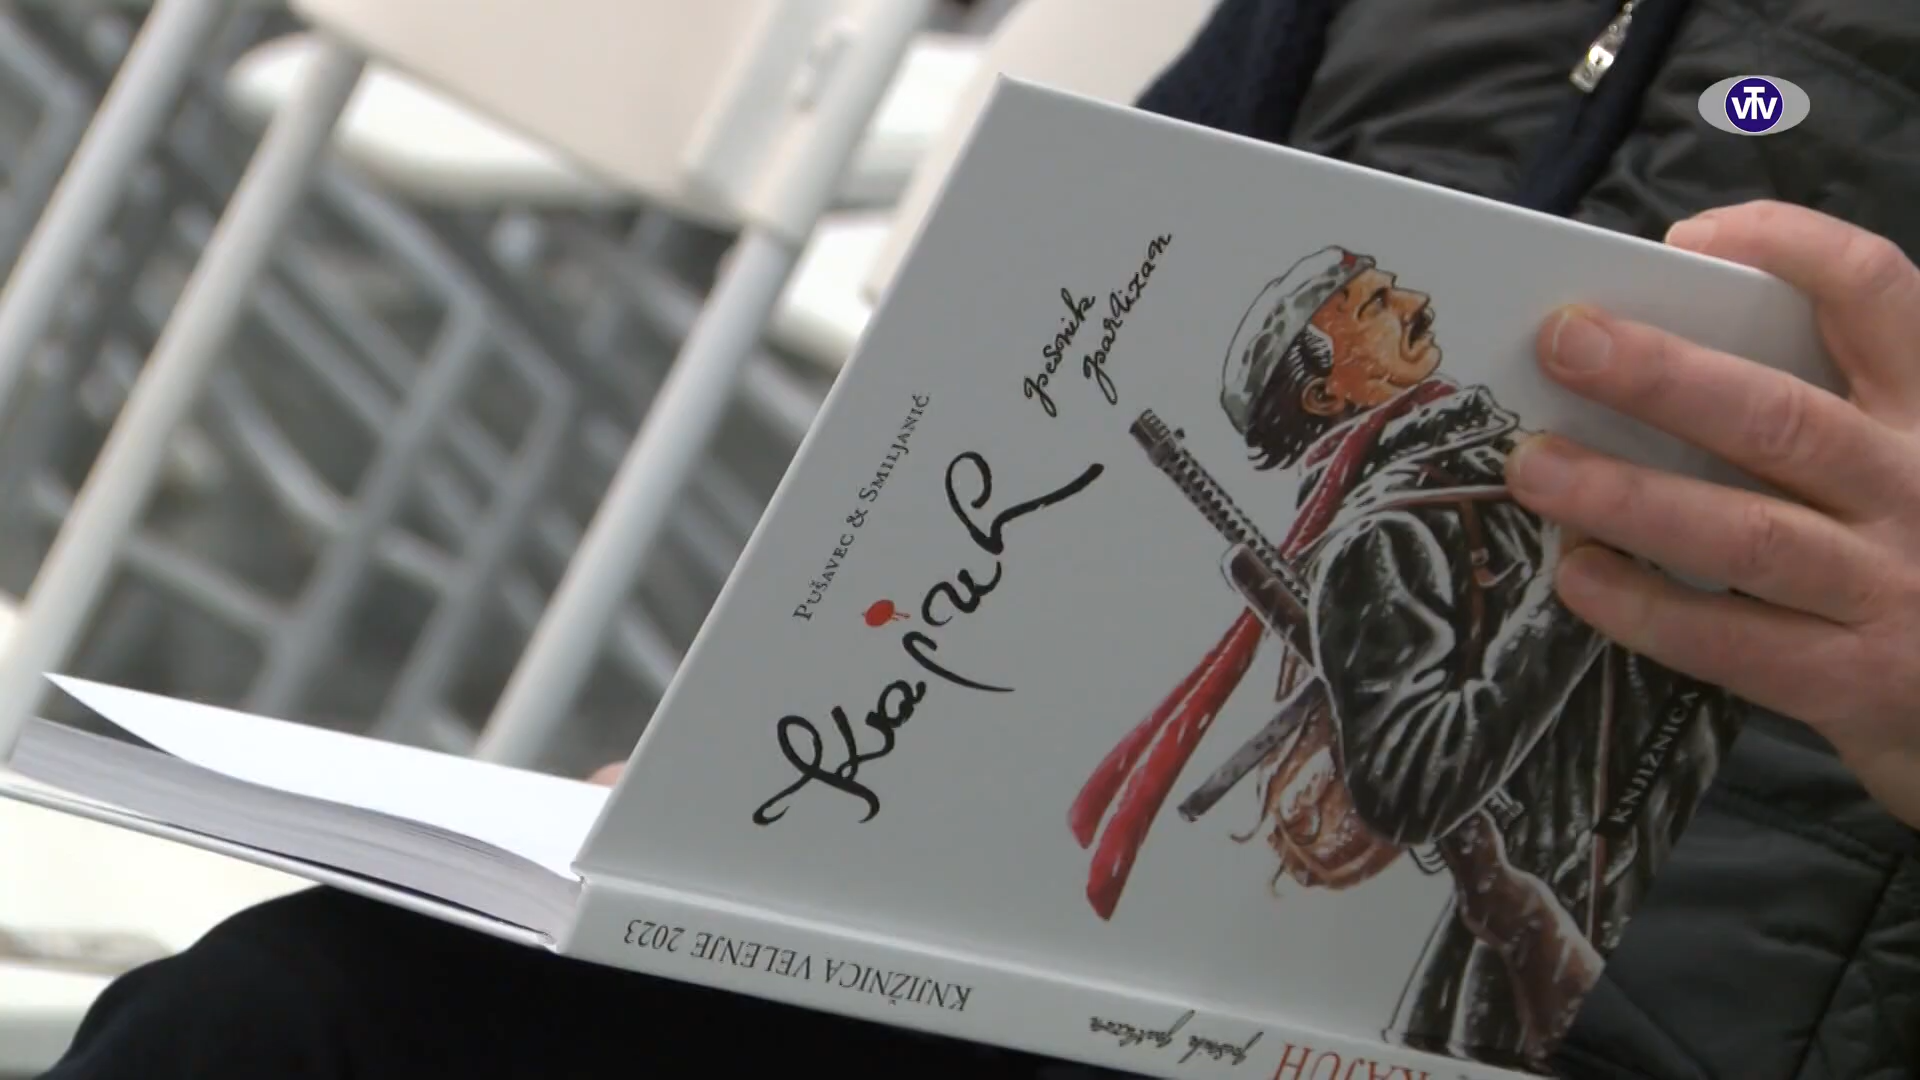 VTV
PUŠAVEC & SMILJANIĆ
Kajuh
pesnik
partizan
KNJIŽNICA
KNJIŽNICA VELENJE 2023
pesnik partizan
KAJUH